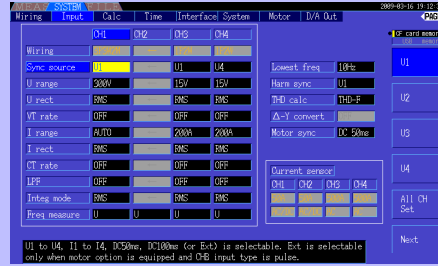 MEAS SYSTEM FILE
2009-03-16 19:12:
Wiring Input Calc Time Interface System Motor D/A Out
CF card memor
USB memor
CH1 CH2 CH3 CH4
Wiring
Sync source U1 U1 U4
U range 300V 15V 15V
U rect RMS RMS RMS
VT rate OFF OFF OFF
I range AUTO 200A 200A
I rect RMS RMS RMS
CT rate OFF OFF OFF
LPF OFF OFF OFF
Integ mode RMS RMS RMS
Freq measure U U U U
Lowest freq 10Hz
Harm sync U1
THD calc THD-F
Δ-Y convert
Motor sync DC 50ms
Current sensor
CH1 CH2 CH3 CH4
U1
U2
U3
U4
All CH
Set
Next
U1 to U4, I1 to I4, DC50ms, DC100ms (or Ext) is selectable. Ext is selectable
only when motor option is equipped and CHB input type is pulse.